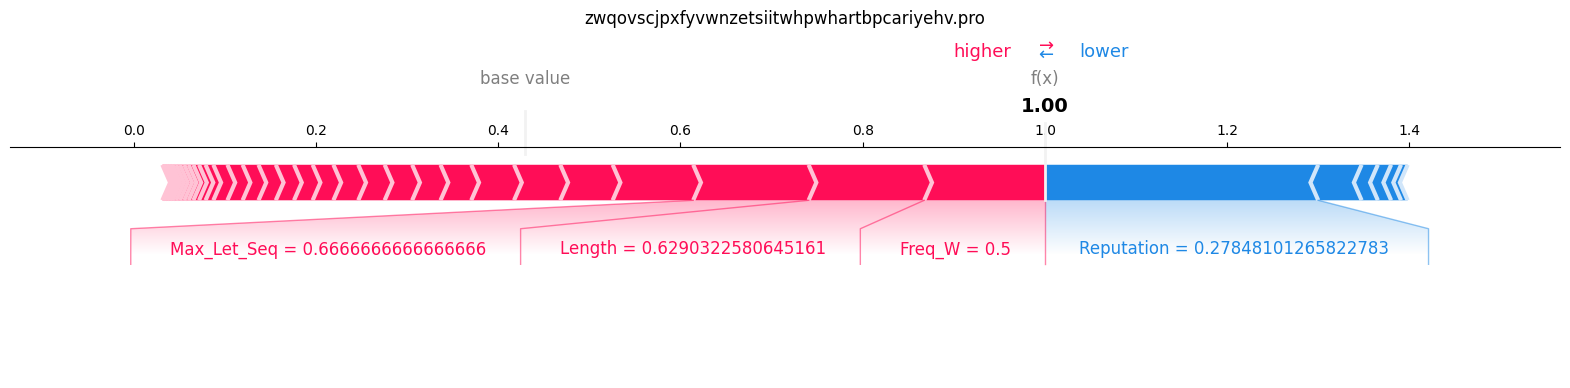 zwqovscjpxfyvwnzetsiitwhpwhartbpcariyehv.pro
higher ⇄ lower
base value f(x)
1.00
0.0 0.2 0.4 0.6 0.8 1.0 1.2 1.4
Max_Let_Seq = 0.6666666666666666 Length = 0.6290322580645161 Freq_W = 0.5 Reputation = 0.27848101265822783